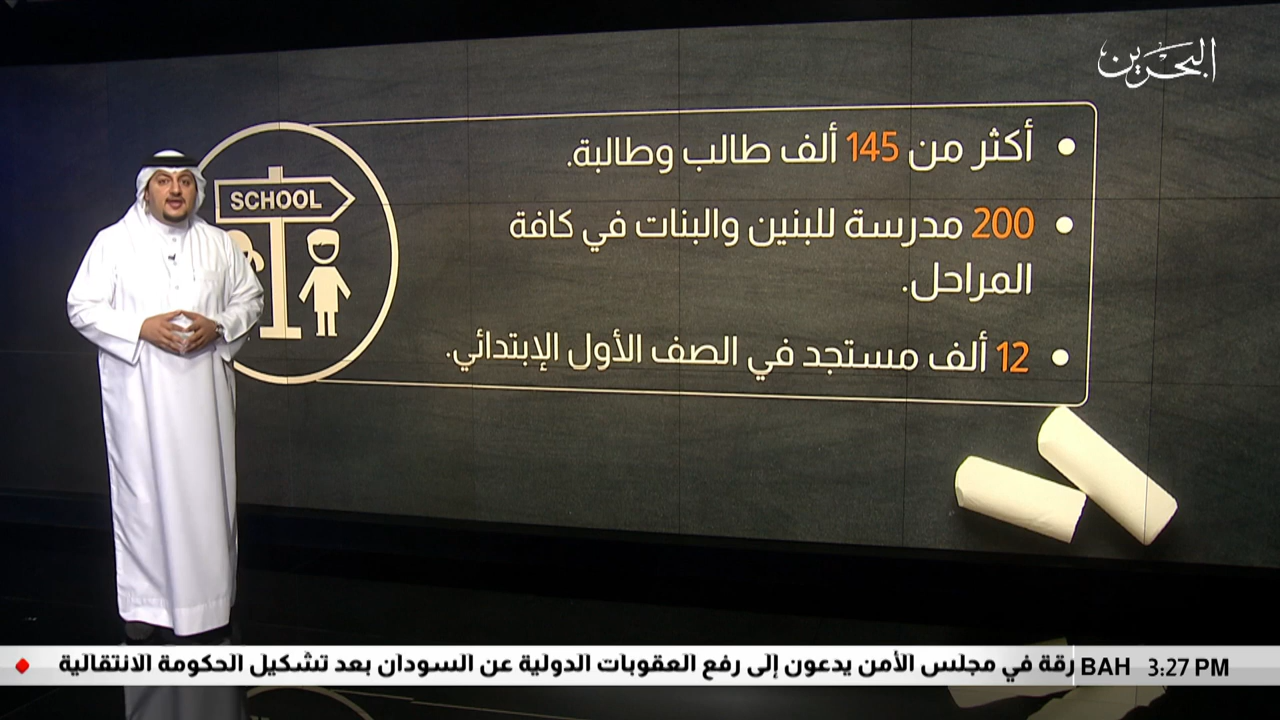 البحرين
أكثر من 145 ألف طالب وطالبة.
200 مدرسة للبنين والبنات في كافة
المراحل.
12 ألف مستجد في الصف الأول الإبتدائي.
SCHOOL
رقة في مجلس الأمن يدعون إلى رفع العقوبات الدولية عن السودان بعد تشكيل الحكومة الانتقالية
BAH 3:27 PM